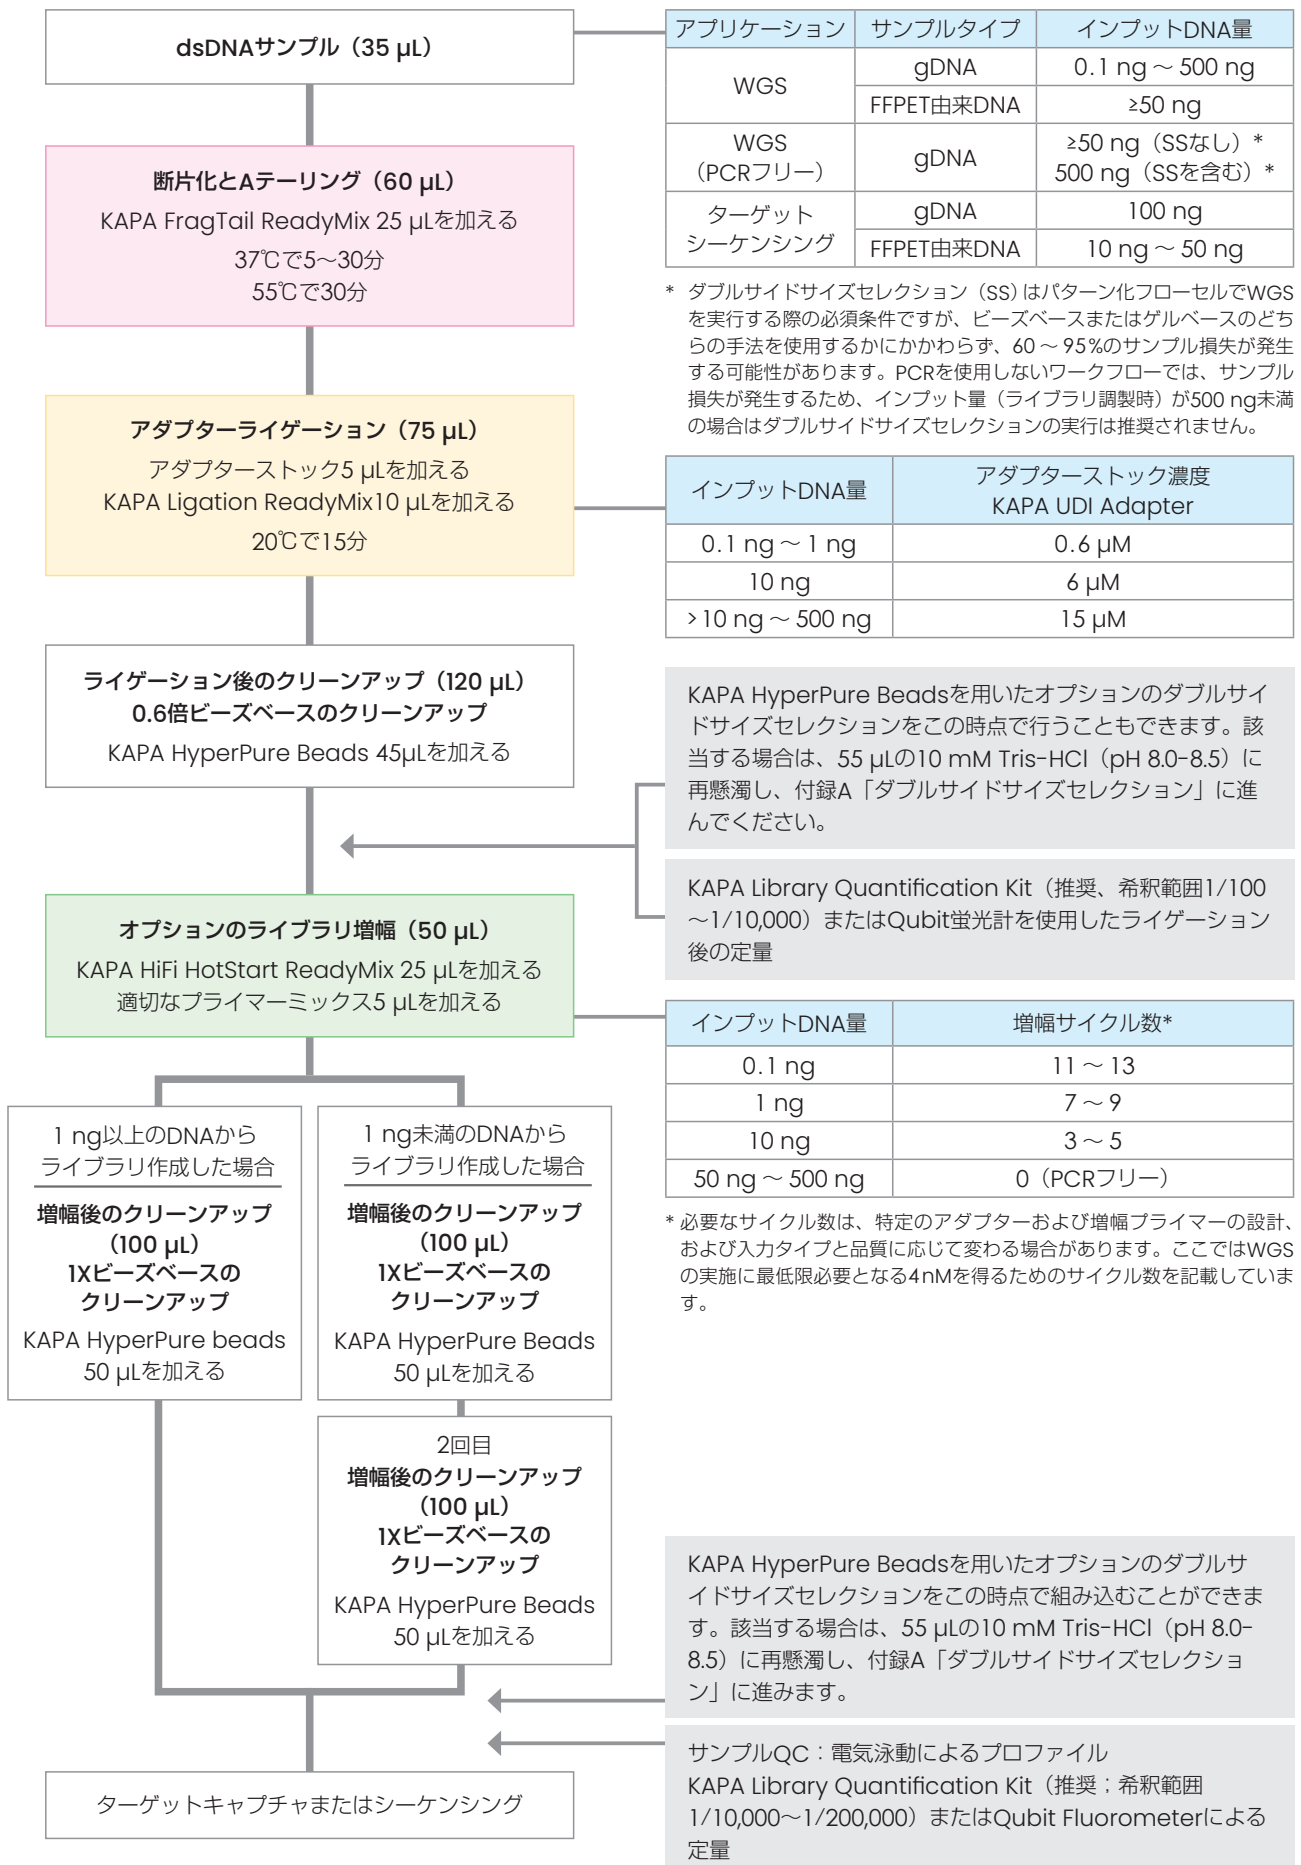 dsDNAサンプル（35 µL）
断片化とAテーリング（60 µL）
KAPA FragTail ReadyMix 25 µLを加える
37℃で5～30分
55℃で30分
アダプターライゲーション（75 µL）
アダプターストック5 µLを加える
KAPA Ligation ReadyMix10 µLを加える
20℃で15分
ライゲーション後のクリーンアップ（120 µL）
0.6倍ビーズベースのクリーンアップ
KAPA HyperPure Beads 45µLを加える
オプションのライブラリ増幅（50 µL）
KAPA HiFi HotStart ReadyMix 25 µLを加える
適切なプライマーミックス5 µLを加える
1 ng以上のDNAから
ライブラリ作成した場合
増幅後のクリーンアップ
（100 µL）
1Xビーズベースの
クリーンアップ
KAPA HyperPure beads
50 µLを加える
1 ng未満のDNAから
ライブラリ作成した場合
増幅後のクリーンアップ
（100 µL）
1Xビーズベースの
クリーンアップ
KAPA HyperPure Beads
50 µLを加える
2回目
増幅後のクリーンアップ
（100 µL）
1Xビーズベースの
クリーンアップ
KAPA HyperPure Beads
50 µLを加える
ターゲットキャプチャまたはシーケンシング
アプリケーション サンプルタイプ インプットDNA量
WGS gDNA 0.1 ng ～ 500 ng
FFPET由来DNA ≥50 ng
WGS
（PCRフリー） gDNA ≥50 ng（SSなし）*
500 ng（SSを含む）*
ターゲット
シーケンシング gDNA 100 ng
FFPET由来DNA 10 ng ～ 50 ng
* ダブルサイドサイズセレクション（SS）はパターン化フローセルでWGS
を実行する際の必須条件ですが、ビーズベースまたはゲルベースのどち
らの手法を使用するかにかかわらず、60 ～ 95%のサンプル損失が発生
する可能性があります。PCRを使用しないワークフローでは、サンプル
損失が発生するため、インプット量（ライブラリ調製時）が500 ng未満
の場合はダブルサイドサイズセレクションの実行は推奨されません。
インプットDNA量 アダプターストック濃度
KAPA UDI Adapter
0.1 ng ～ 1 ng 0.6 µM
10 ng 6 µM
>10 ng ～ 500 ng 15 µM
KAPA HyperPure Beadsを用いたオプションのダブルサイ
ドサイズセレクションをこの時点で行うこともできます。該
当する場合は、55 µLの10 mM Tris-HCl（pH 8.0-8.5）に
再懸濁し、付録A「ダブルサイドサイズセレクション」に進
んでください。
KAPA Library Quantification Kit（推奨、希釈範囲1/100
～1/10,000）またはQubit蛍光計を使用したライゲーション
後の定量
インプットDNA量 増幅サイクル数*
0.1 ng 11 ～ 13
1 ng 7 ～ 9
10 ng 3 ～ 5
50 ng ～ 500 ng 0（PCRフリー）
* 必要なサイクル数は、特定のアダプターおよび増幅プライマーの設計、
および入力タイプと品質に応じて変わる場合があります。ここではWGS
の実施に最低限必要となる4 nMを得るためのサイクル数を記載していま
す。
KAPA HyperPure Beadsを用いたオプションのダブルサ
イドサイズセレクションをこの時点で組み込むことができま
す。該当する場合は、55 µLの10 mM Tris-HCl（pH 8.0-
8.5）に再懸濁し、付録A「ダブルサイドサイズセレクショ
ン」に進みます。
サンプルQC：電気泳動によるプロファイル
KAPA Library Quantification Kit（推奨；希釈範囲
1/10,000～1/200,000）またはQubit Fluorometerによる
定量